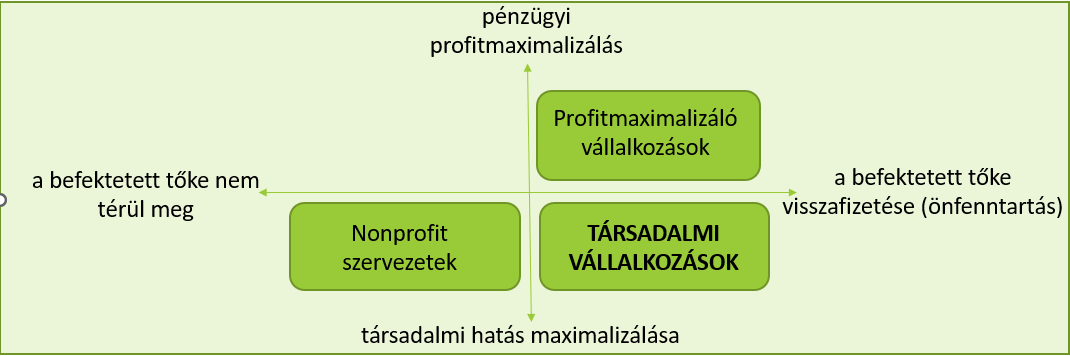 pénzügyi
profitmaximalizálás
Profitmaximalizáló
vállalkozások
a befektetett tőke nem
térül meg
a befektetett tőke
visszafizetése (önfenntartás)
Nonprofit
szervezetek
TÁRSADALMI
VÁLLALKOZÁSOK
társadalmi hatás maximalizálása